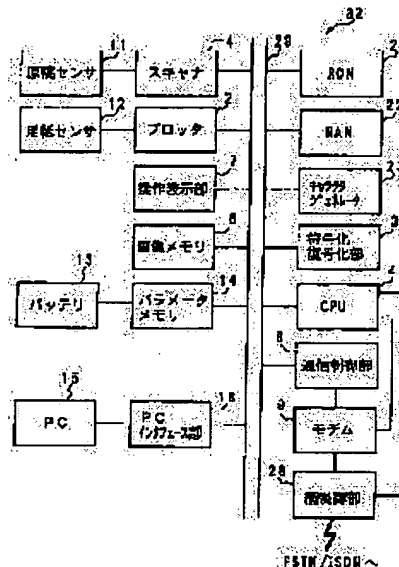 11
原稿センサ
4
スキャナ
29
32
ROM
12
用紙センサ
プロッタ
RAM
22
7
操作表示部
キャラクタ
ジェネレータ
6
画像メモリ
符号化
復号化部
3
13
バッテリ
14
パラメータ
メモリ
CPU
8
通信制御部
15
PC
16
PC
インタフェース部
9
モデム
28
網制御部
PSTN/ISDNへ